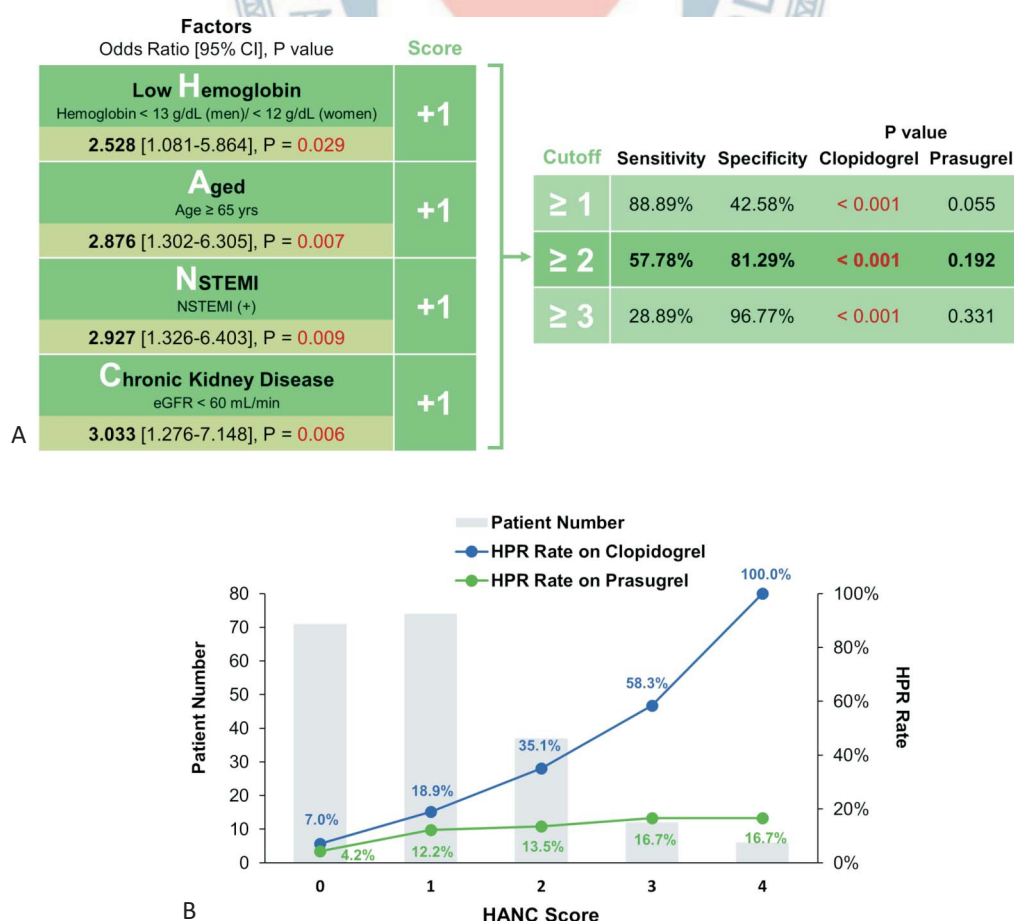 Factors
Odds Ratio [95% CI], P value
Score
Low Hemoglobin
Hemoglobin < 13 g/dL (men)/ < 12 g/dL (women)
2.528 [1.081-5.864], P = 0.029
+1
Aged
Age ≥ 65 yrs
2.876 [1.302-6.305], P = 0.007
+1
NSTEMI
NSTEMI (+)
2.927 [1.326-6.403], P = 0.009
+1
Chronic Kidney Disease
eGFR < 60 mL/min
3.033 [1.276-7.148], P = 0.006
+1
A
P value
Cutoff Sensitivity Specificity Clopidogrel Prasugrel
≥ 1 88.89% 42.58% < 0.001 0.055
≥ 2 57.78% 81.29% < 0.001 0.192
≥ 3 28.89% 96.77% < 0.001 0.331
Patient Number
HPR Rate on Clopidogrel
HPR Rate on Prasugrel
Patient Number
80
70
60
50
40
30
20
10
0
7.0%
18.9%
35.1%
58.3%
100.0%
4.2%
12.2%
13.5%
16.7%
16.7%
100%
80%
60%
40%
20%
0%
HPR Rate
0 1 2 3 4
HANC Score
B